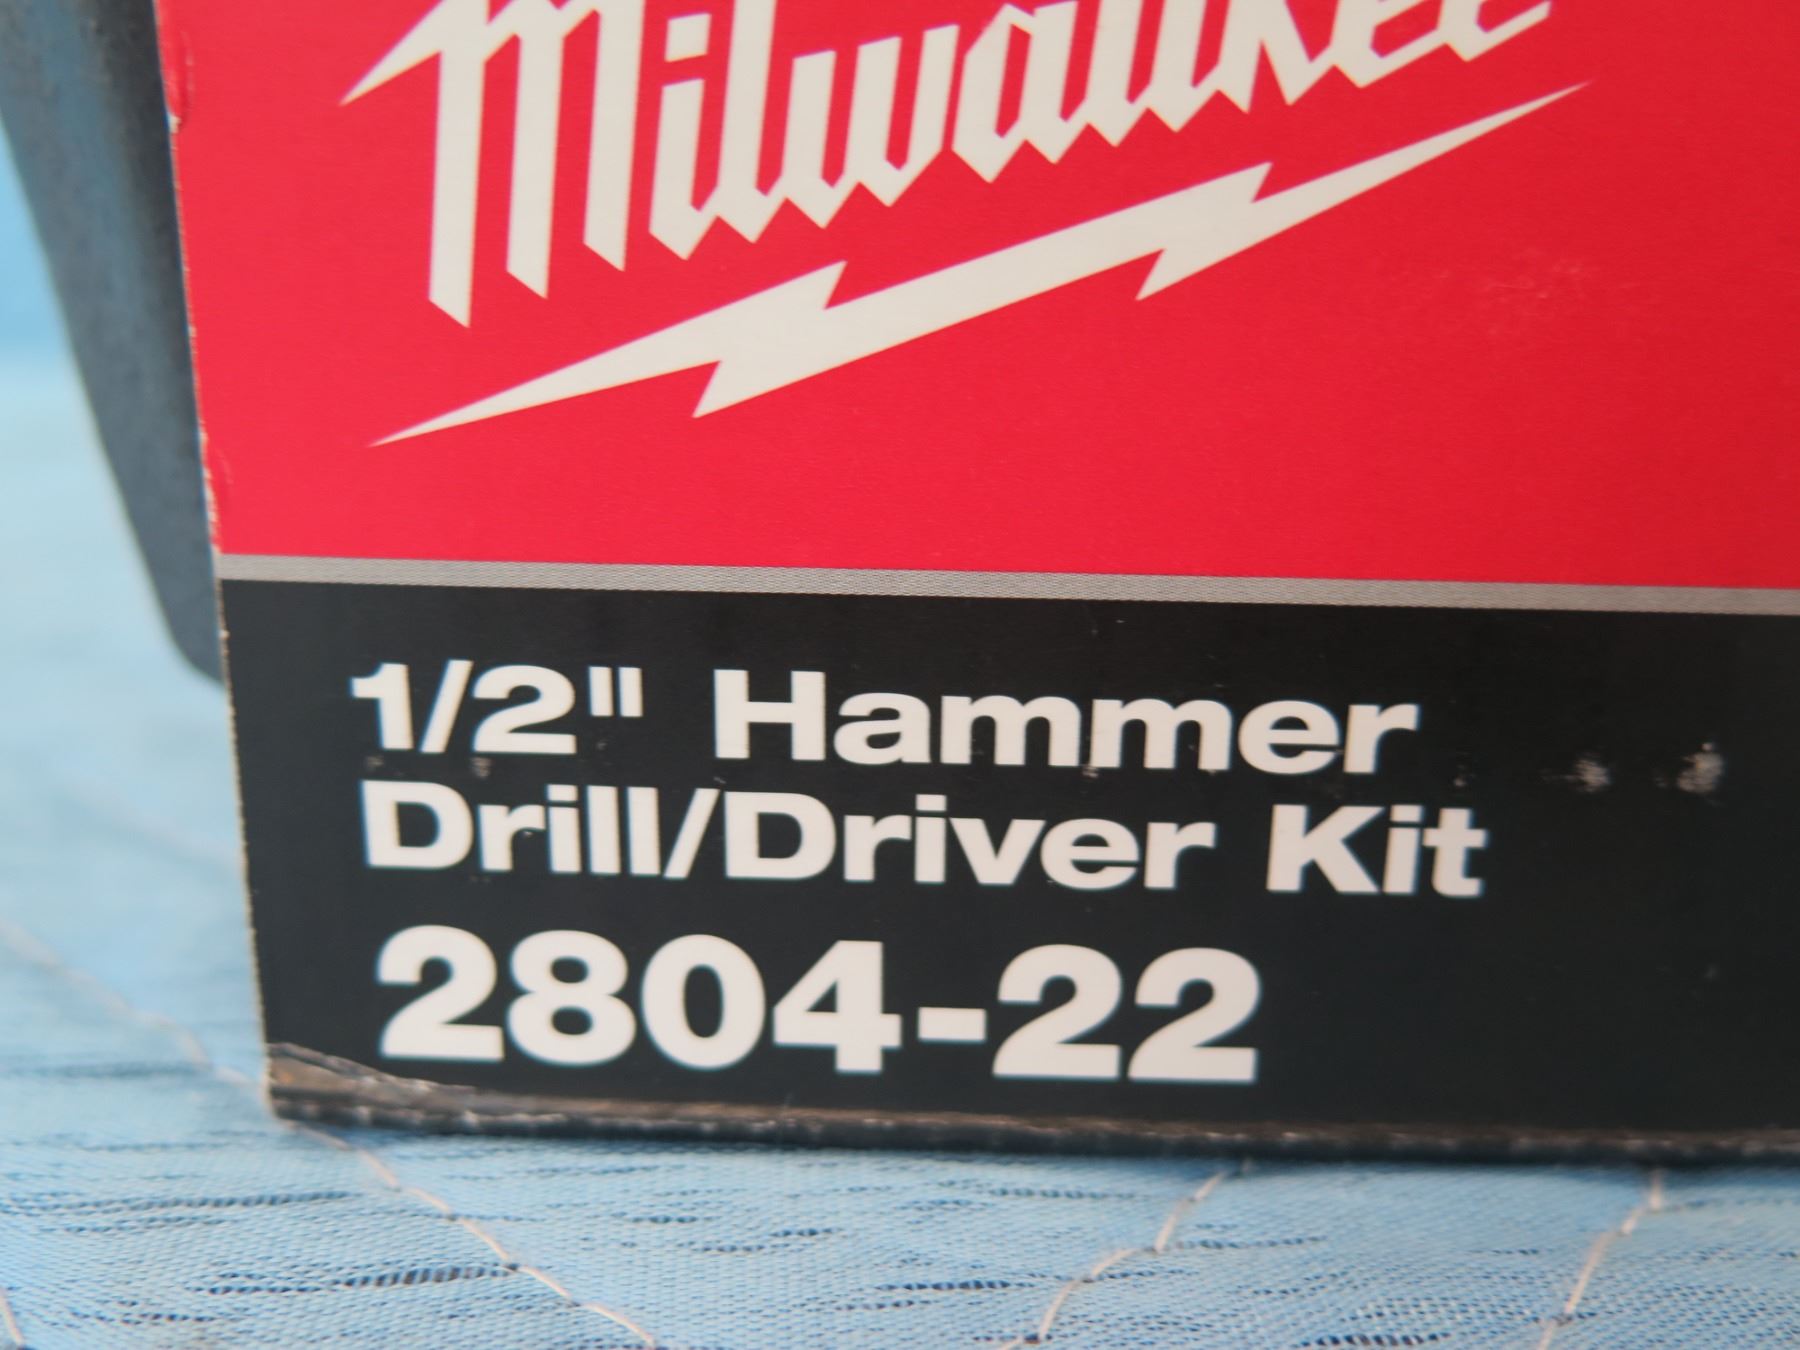 Milwaukee
1/2" Hammer
Drill/Driver Kit
2804-22